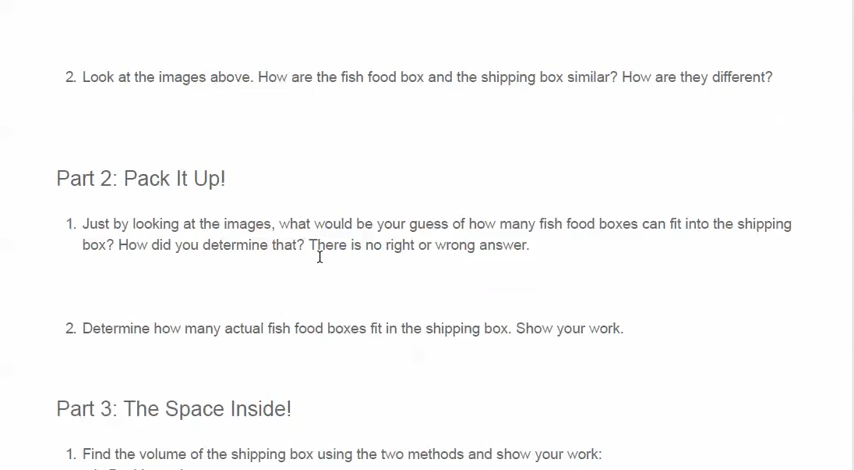 2. Look at the images above. How are the fish food box and the shipping box similar? How are they different?
Part 2: Pack It Up!
1. Just by looking at the images, what would be your guess of how many fish food boxes can fit into the shipping
box? How did you determine that? There is no right or wrong answer.
2. Determine how many actual fish food boxes fit in the shipping box. Show your work.
Part 3: The Space Inside!
1. Find the volume of the shipping box using the two methods and show your work: